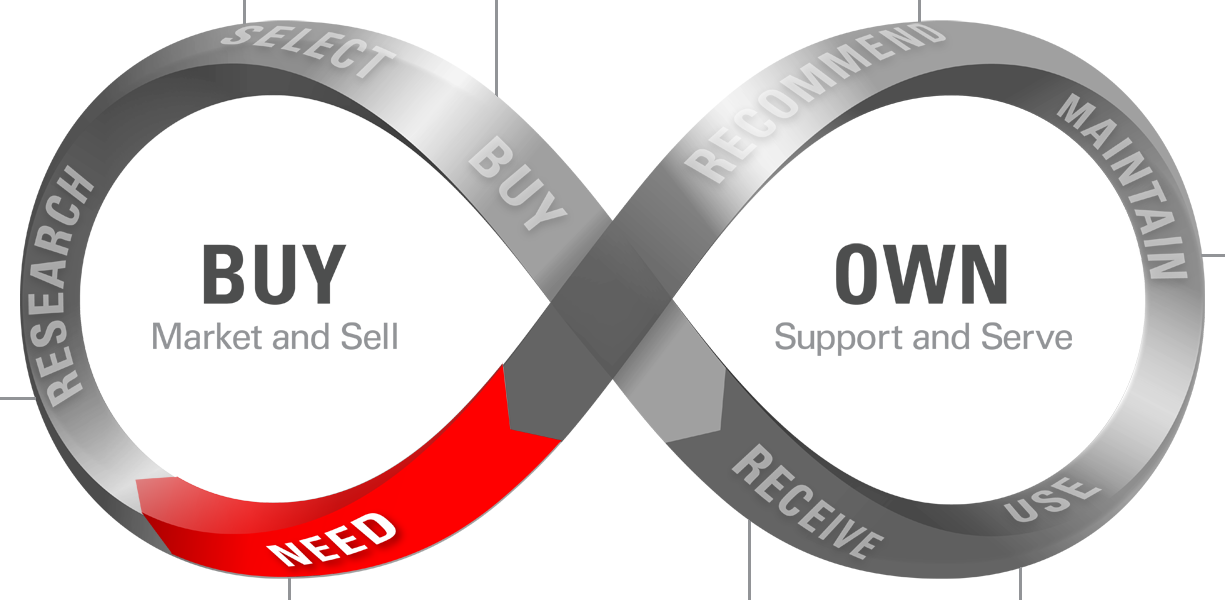 SELECT
RECOMMEND
MAINTAIN
BUY
RESEARCH
BUY
Market and Sell
OWN
Support and Serve
NEED
RECEIVE
USE